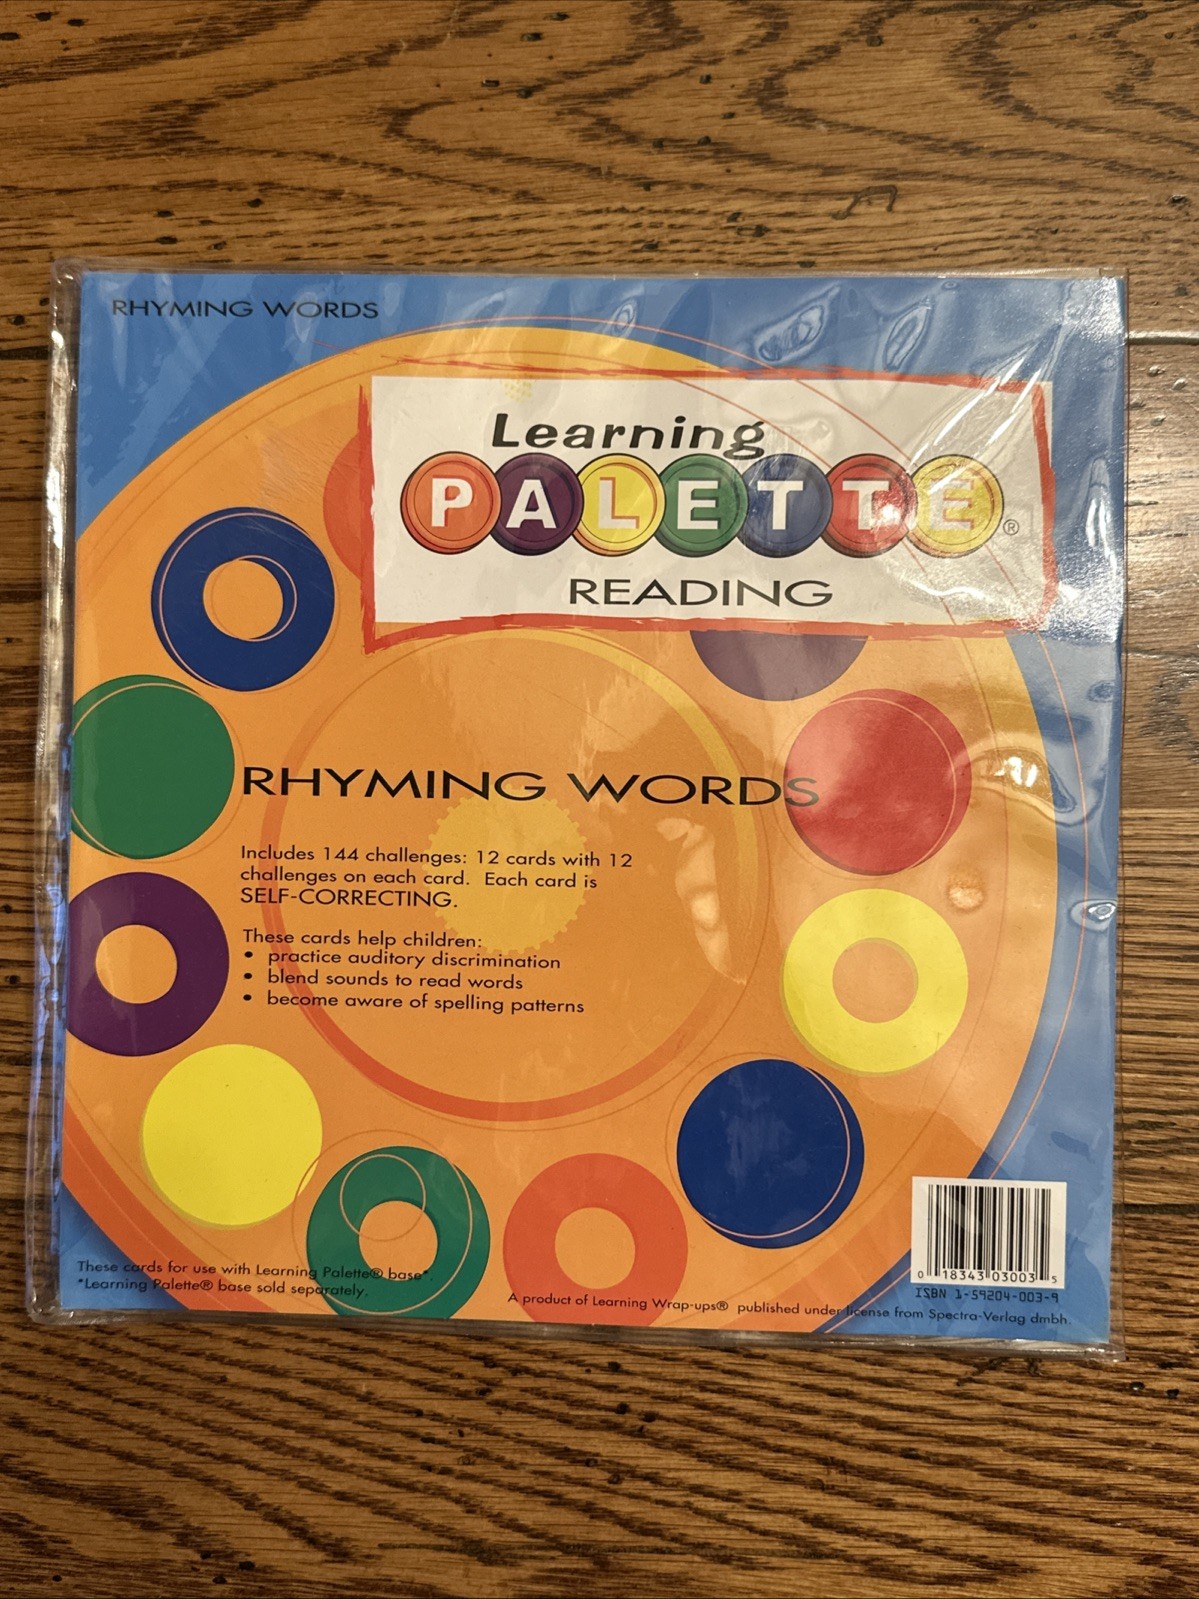 RHYMING WORDS
Learning
PALETTE®
READING
RHYMING WORDS
Includes 144 challenges: 12 cards with 12
challenges on each card. Each card is
SELF-CORRECTING.
These cards help children:
• practice auditory discrimination
• blend sounds to read words
• become aware of spelling patterns
These cards for use with Learning Palette® base*.
*Learning Palette® base sold separately.
A product of Learning Wrap-ups® published under license from Spectra-Verlag dmbh.
0 18343 03003 5
ISBN 1-59204-003-9